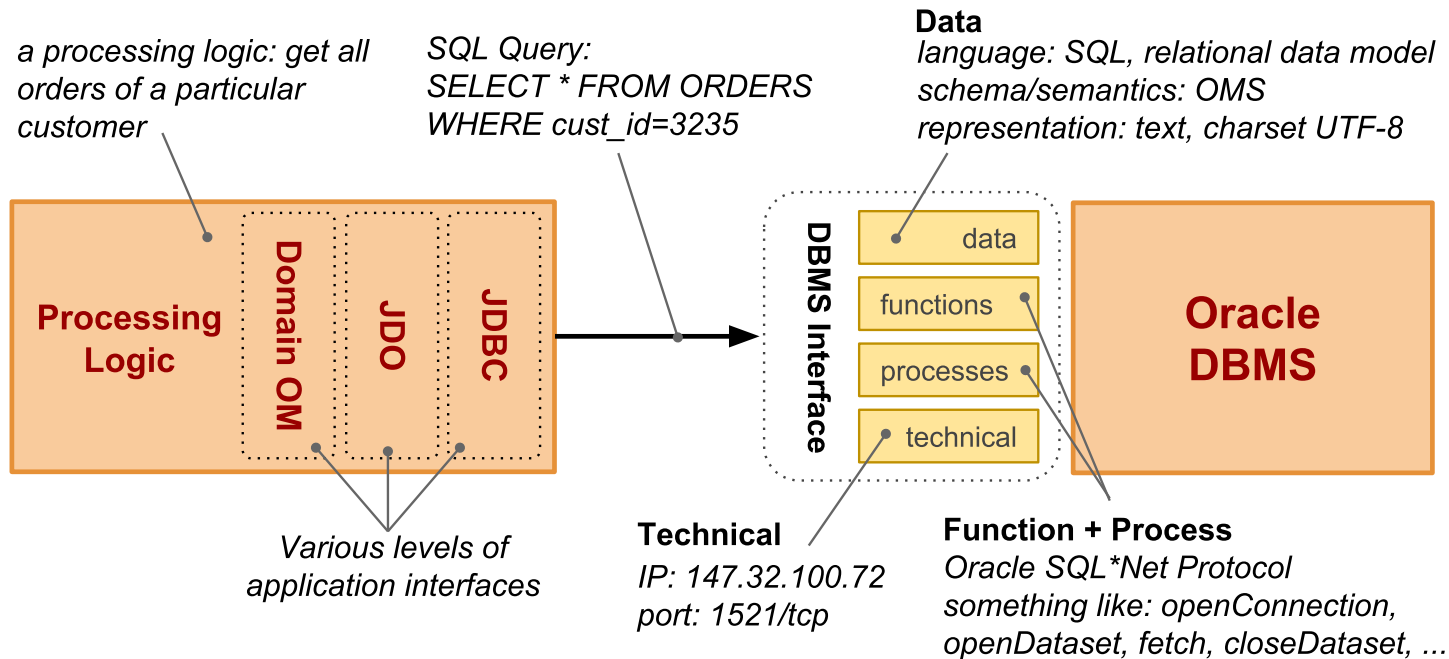 a processing logic: get all
orders of a particular
customer
SQL Query:
SELECT * FROM ORDERS
WHERE cust_id=3235
Data
language: SQL, relational data model
schema/semantics: OMS
representation: text, charset UTF-8
Processing
Logic
Domain OM
JDO
JDBC
DBMS Interface
data
functions
processes
technical
Oracle
DBMS
Various levels of
application interfaces
Technical
IP: 147.32.100.72
port: 1521/tcp
Function + Process
Oracle SQL*Net Protocol
something like: openConnection,
openDataset, fetch, closeDataset, ...